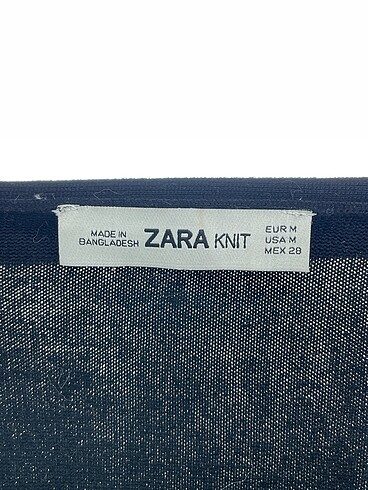 MADE IN
BANGLADESH
ZARA KNIT
EUR M
USA M
MEX 28